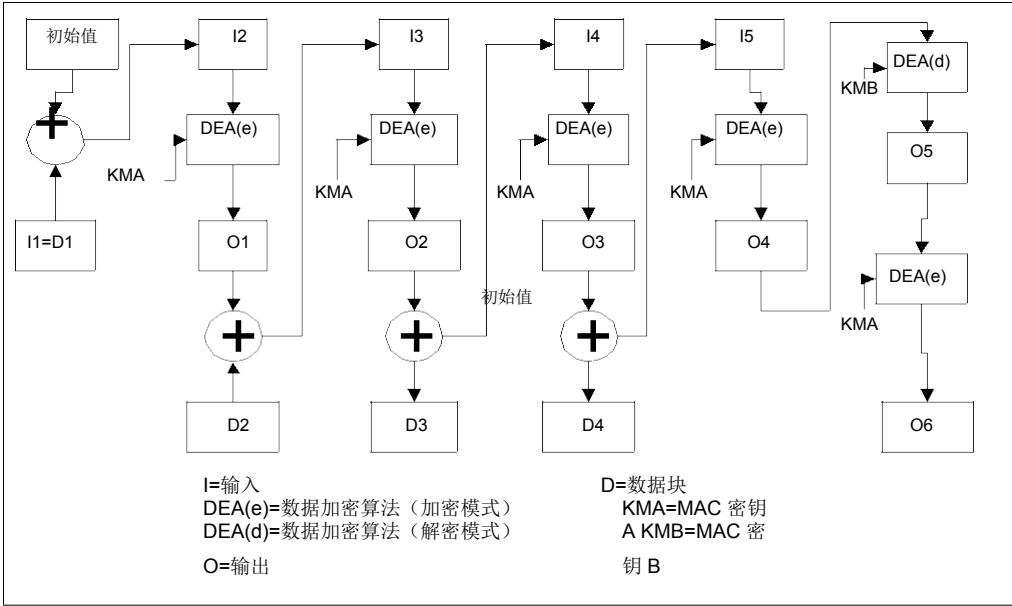 初始值
I2
I3
I4
I5
DEA(d)
KMB
DEA(e)
DEA(e)
DEA(e)
DEA(e)
O5
KMA
KMA
KMA
KMA
I1=D1
O1
O2
O3
O4
DEA(e)
初始值
KMA
D2
D3
D4
O6
I=输入
D=数据块
DEA(e)=数据加密算法（加密模式）
KMA=MAC 密钥
DEA(d)=数据加密算法（解密模式）
A KMB=MAC 密
O=输出
钥 B